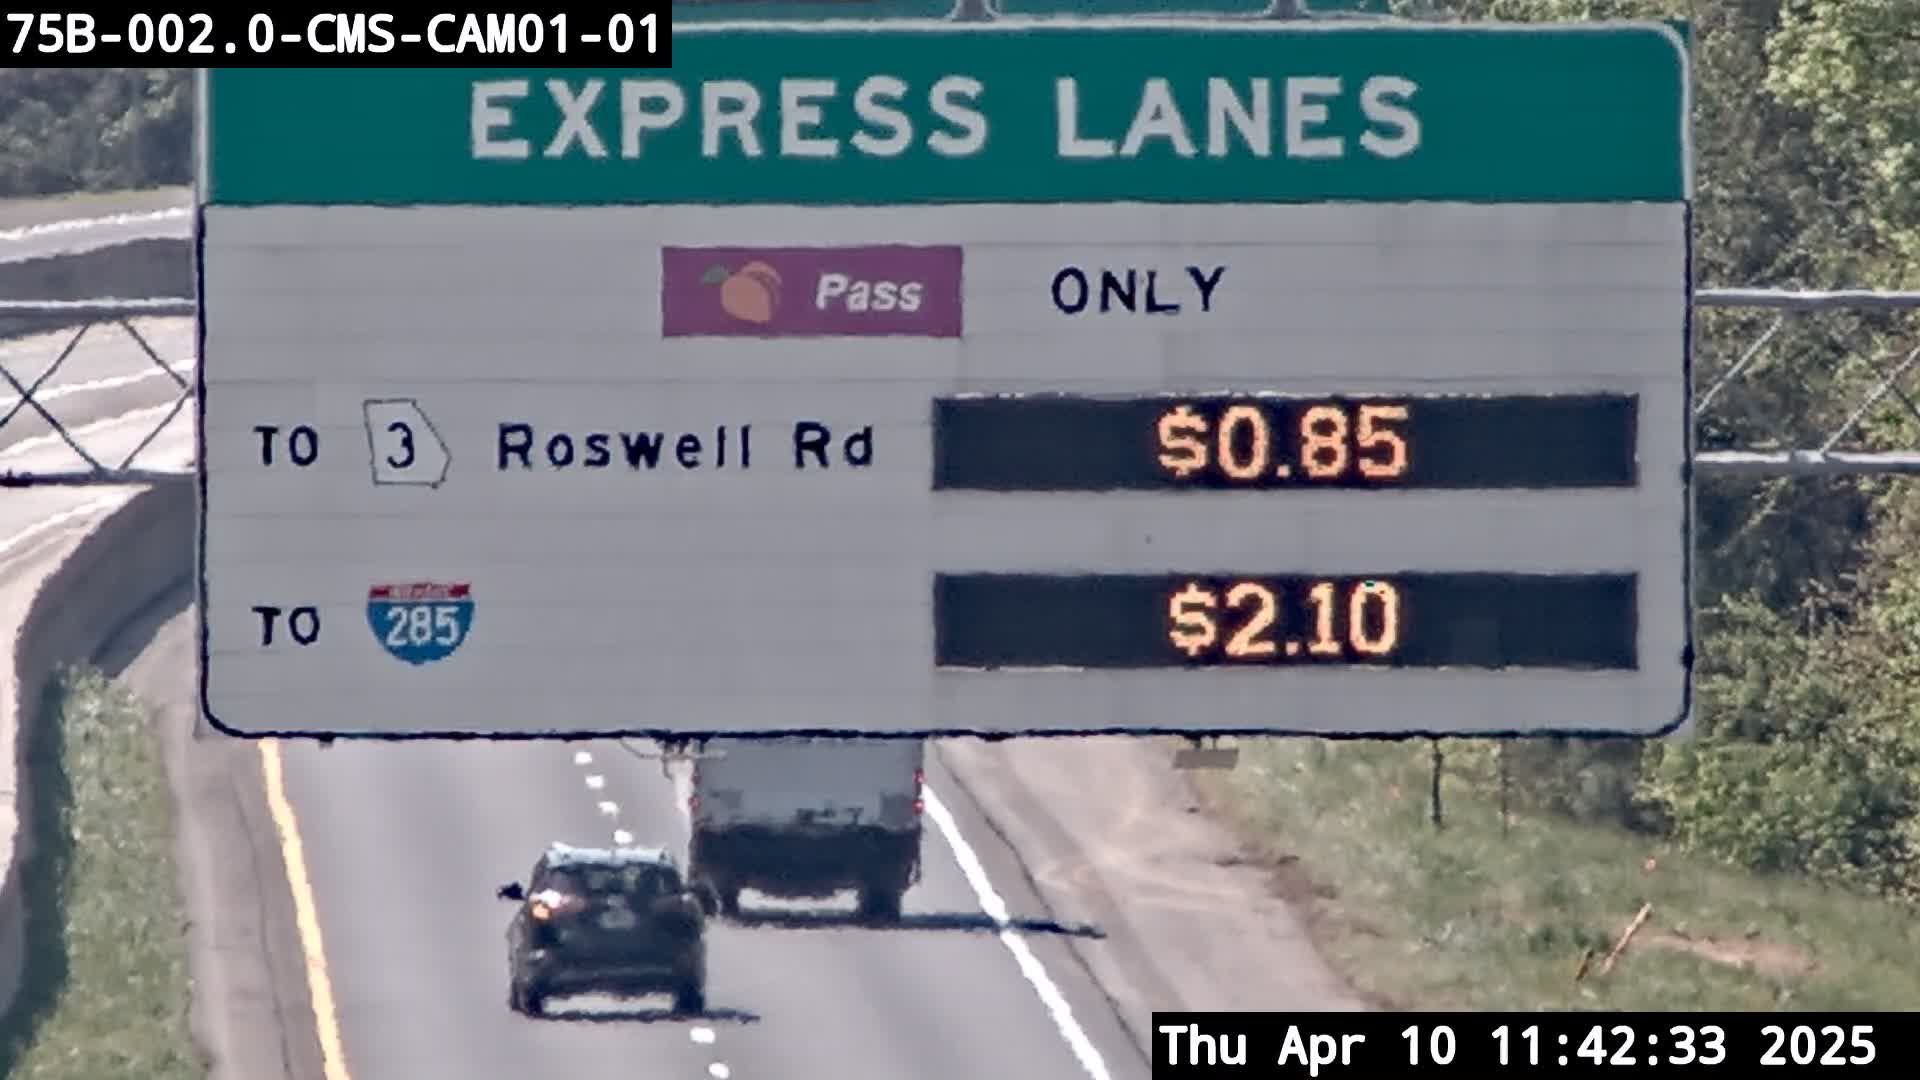 75B-002.0-CMS-CAM01-01
EXPRESS LANES
Pass ONLY
TO 3 Roswell Rd $0.85
TO 285 $2.10
Thu Apr 10 11:42:33 2025